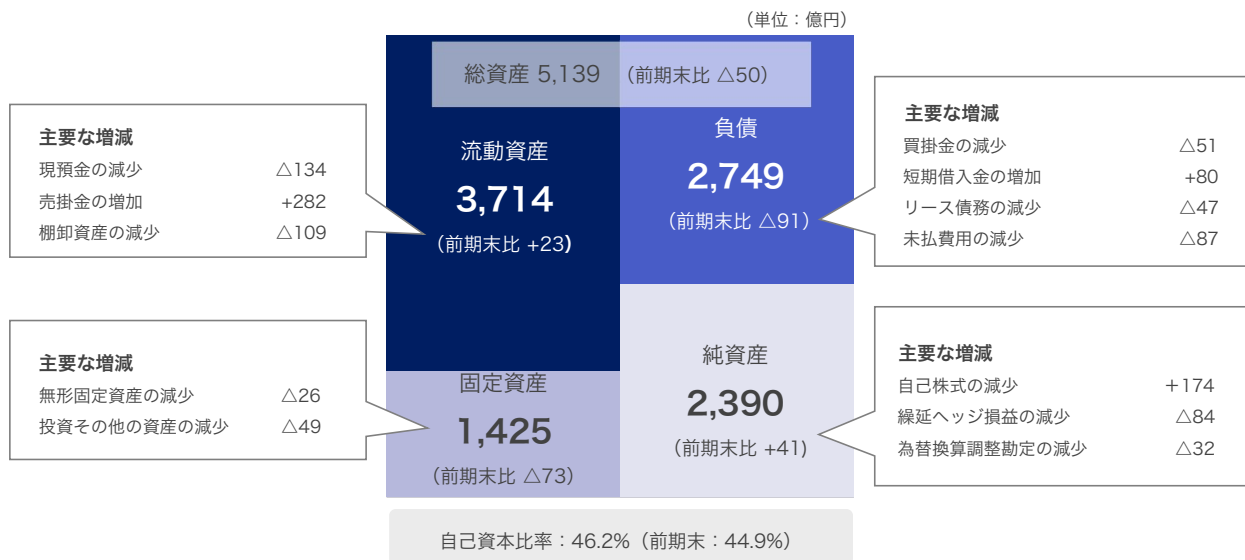 （単位：億円）
総資産 5,139 （前期末比 △50）
流動資産
3,714
（前期末比 +23）
負債
2,749
（前期末比 △91）
固定資産
1,425
（前期末比 △73）
純資産
2,390
（前期末比 +41）
主要な増減
現預金の減少 △134
売掛金の増加 +282
棚卸資産の減少 △109
主要な増減
無形固定資産の減少 △26
投資その他の資産の減少 △49
主要な増減
買掛金の減少 △51
短期借入金の増加 +80
リース債務の減少 △47
未払費用の減少 △87
主要な増減
自己株式の減少 +174
繰延ヘッジ損益の減少 △84
為替換算調整勘定の減少 △32
自己資本比率：46.2%（前期末：44.9%）